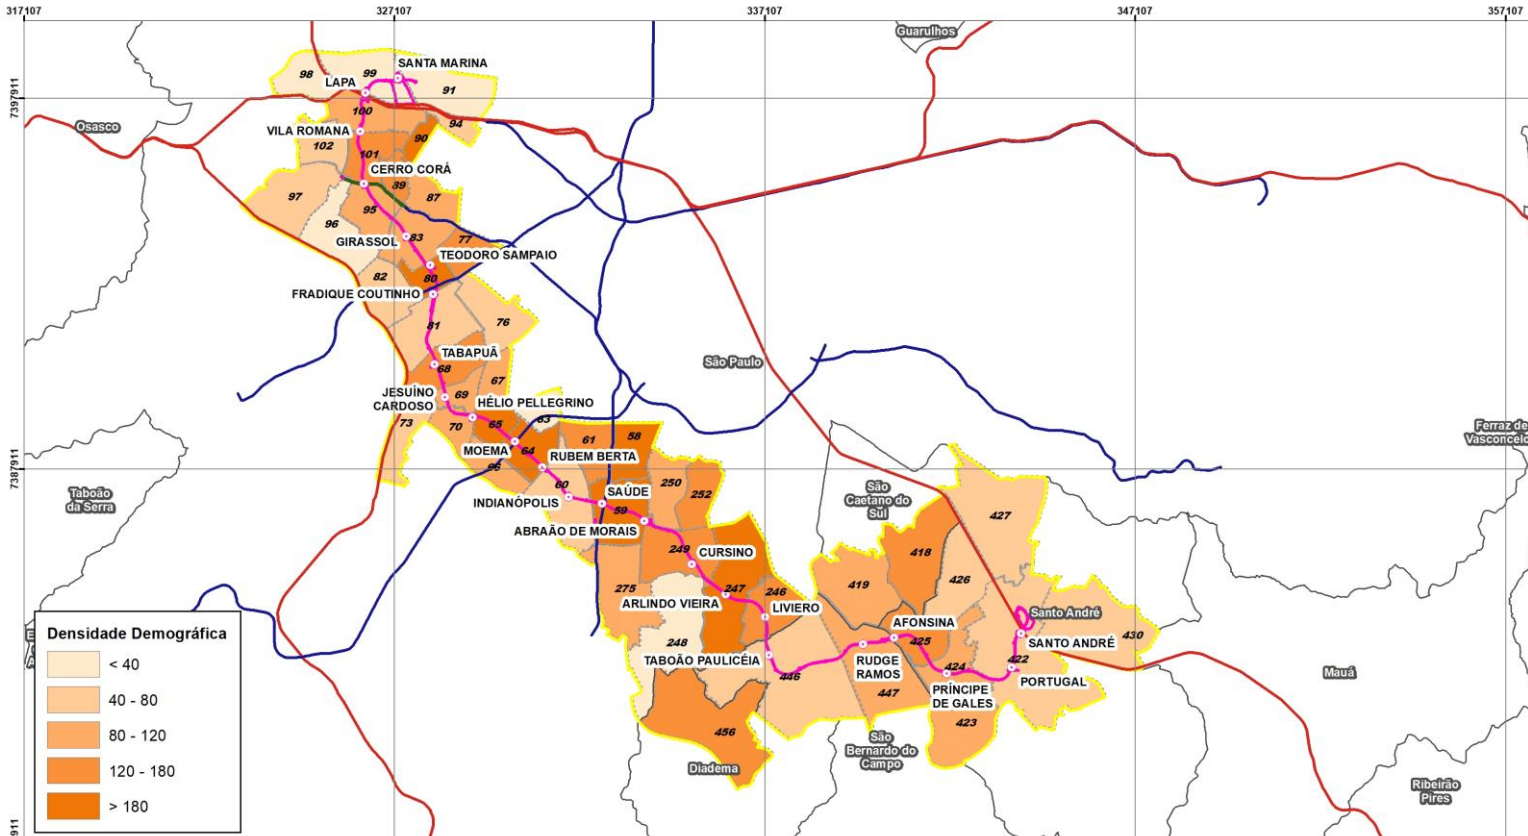 317107
327107
337107
347107
357107
Guarulhos
SANTA MARINA
98
99
LAPA
91
7397911
100
94
Osasco
VILA ROMANA
90
102
101
CERRO CORÁ
89
97
87
95
96
GIRASSOL
83
77
TEODORO SAMPAIO
82
80
FRADIQUE COUTINHO
81
76
TABAPUÃ
São Paulo
68
67
JESUÍNO
CARDOSO
69
HÉLIO PELLEGRINO
73
70
65
63
Ferraz de
Vasconcelo
61
58
MOEMA
64
RUBEM BERTA
7387911
66
60
250
252
Taboão
da Serra
São
Caetano do
Sul
INDIANÓPOLIS
SAÚDE
59
427
ABRAÃO DE MORAIS
249
CURSINO
418
426
419
275
247
246
ARLINDO VIEIRA
LIVIERO
Santo André
AFONSINA
430
248
425
SANTO ANDRÉ
TABOÃO PAULICÉIA
RUDGE
RAMOS
424
422
446
PORTUGAL
Mauá
447
PRÍNCIPE
DE GALES
423
456
São
Bernardo do
Campo
Diadema
Ribeirão
Pires
Densidade Demográfica
< 40
40 - 80
80 - 120
120 - 180
> 180
911